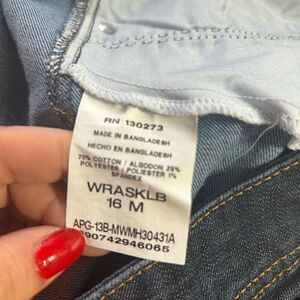 RN 130273
MADE IN BANGLADESH
HECHO EN BANGLADESH
70% COTTON / ALGODON 29%
POLYESTER / POLIESTER 1%
SPANDEX
WRASKLB
16 M
APG-13B-MWMH30431A
890742946065